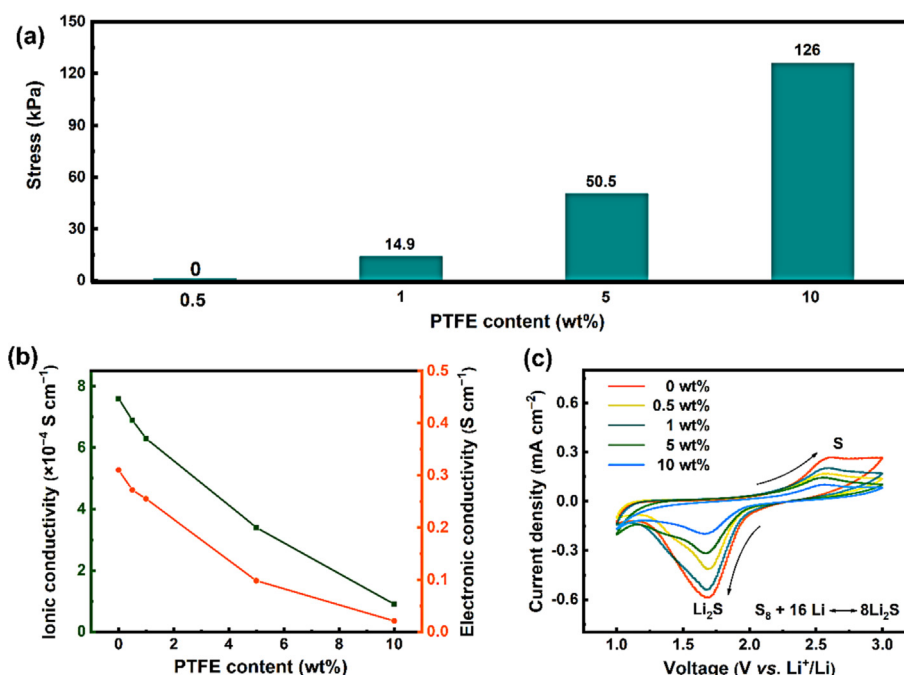 (a)
Stress (kPa)
150
120
90
60
30
0
0
14.9
50.5
126
0.5
1
5
10
PTFE content (wt%)
(b)
Ionic conductivity (×10⁻⁴ S cm⁻¹)
8
6
4
2
0
Electronic conductivity (S cm⁻¹)
0.5
0.4
0.3
0.2
0.1
0.0
0
2
4
6
8
10
PTFE content (wt%)
(c)
Current density (mA cm⁻²)
0.6
0.3
0.0
-0.3
-0.6
0 wt%
0.5 wt%
1 wt%
5 wt%
10 wt%
S
Li₂S
S₈ + 16 Li ⟷ 8Li₂S
1.0
1.5
2.0
2.5
3.0
Voltage (V vs. Li⁺/Li)